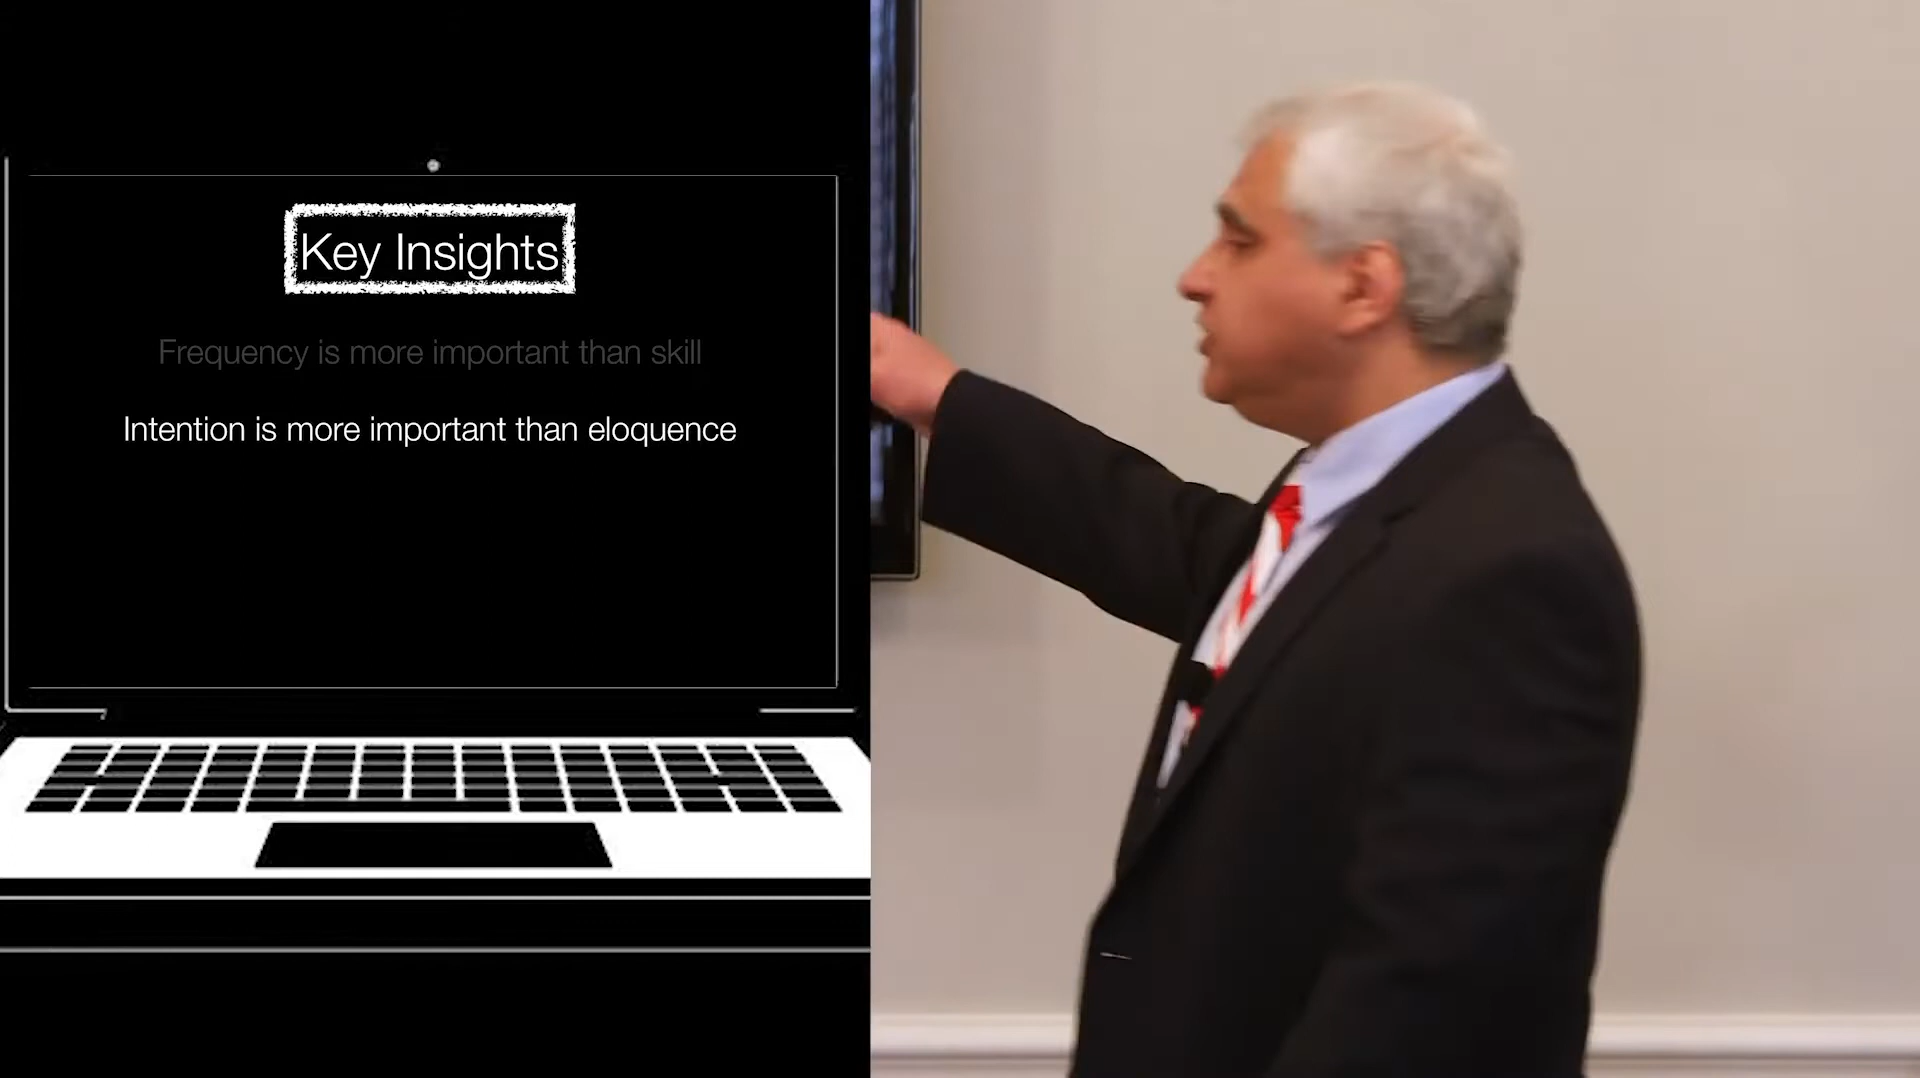 Key Insights
Frequency is more important than skill
Intention is more important than eloquence